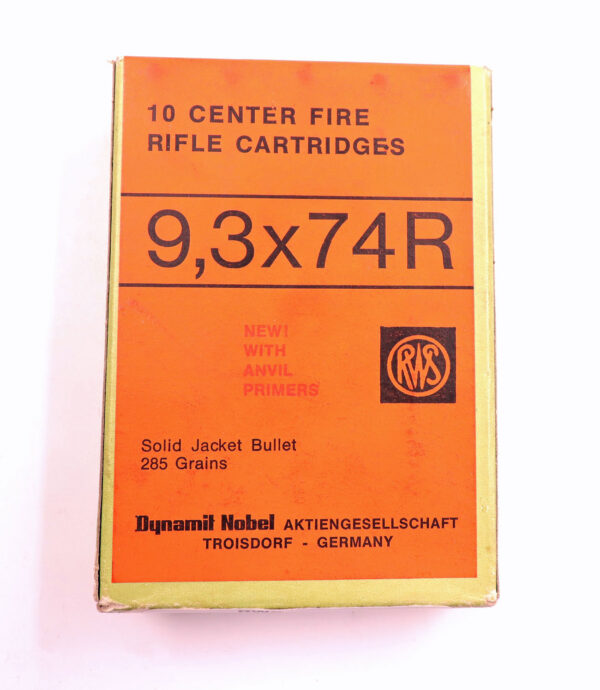 10 CENTER FIRE
RIFLE CARTRIDGES
9,3x74R
NEW!
WITH
ANVIL
PRIMERS
RWS
Solid Jacket Bullet
285 Grains
Dynamit Nobel AKTIENGESELLSCHAFT
TROISDORF - GERMANY